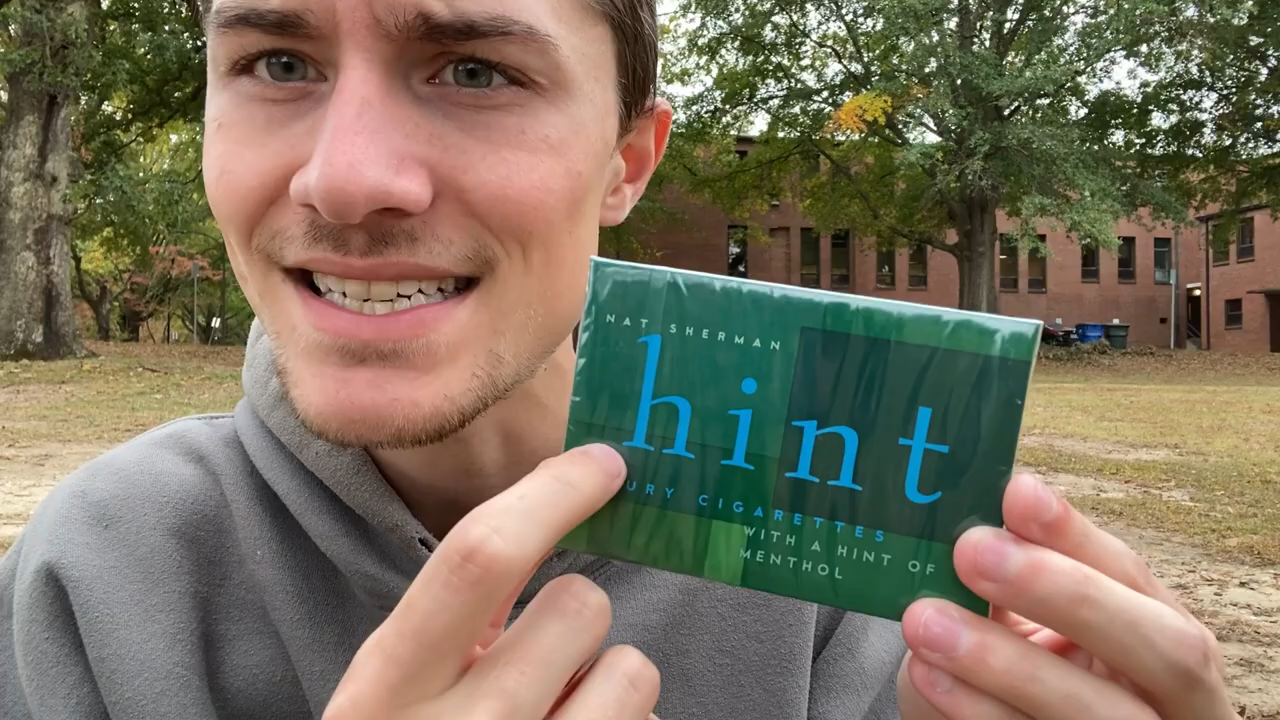 NAT SHERMAN
hint
CIGARETTES
WITH A HINT OF
MENTHOL